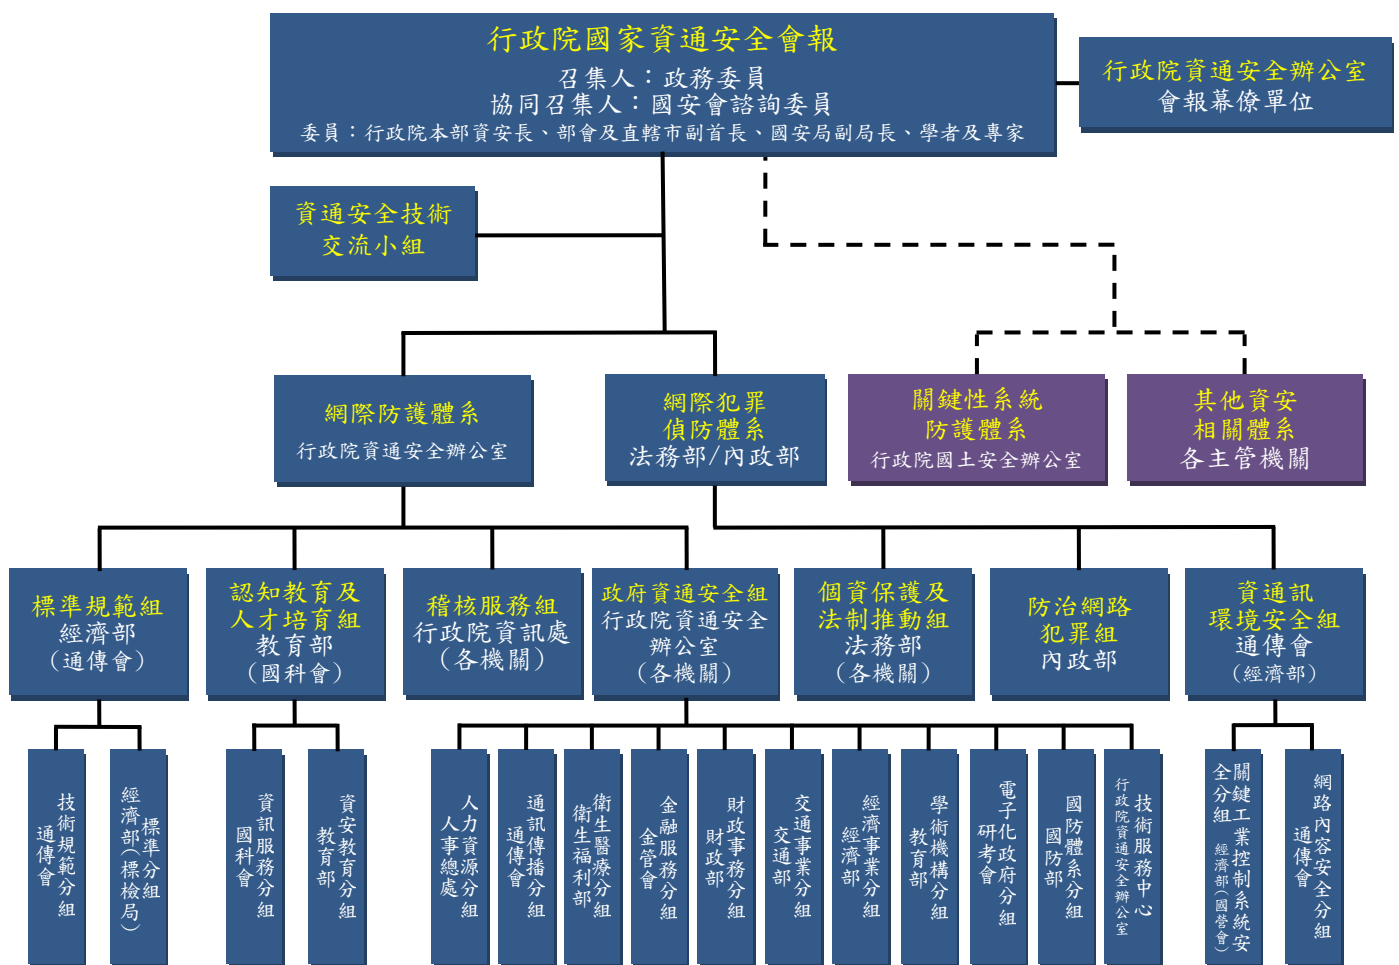 行政院國家資通安全會報
召集人：政務委員
協同召集人：國安會諮詢委員
委員：行政院本部資安長、部會及直轄市副首長、國安局副局長、學者及專家
行政院資通安全辦公室
會報幕僚單位
資通安全技術
交流小組
網際防護體系
行政院資通安全辦公室
網際犯罪
偵防體系
法務部/內政部
關鍵性系統
防護體系
行政院國土安全辦公室
其他資安
相關體系
各主管機關
標準規範組
經濟部
(通傳會)
認知教育及
人才培育組
教育部
(國科會)
稽核服務組
行政院資訊處
(各機關)
政府資通安全組
行政院資通安全
辦公室
(各機關)
個資保護及
法制推動組
法務部
(各機關)
防治網路
犯罪組
內政部
資通訊
環境安全組
通傳會
(經濟部)
技術規範分組
通傳會
標準分組
經濟部(標檢局)
資訊服務分組
國科會
資安教育分組
教育部
人力資源分組
人事總處
通訊傳播分組
通傳會
衛生醫療分組
衛生福利部
金融服務分組
金管會
財政事務分組
財政部
交通事業分組
交通部
經濟事業分組
經濟部
學術機構分組
教育部
電子化政府分組
研考會
國防體系分組
國防部
技術服務中心
行政院資通安全辦公室
關鍵工業控制系統安
全分組 經濟部(國營會)
網路內容安全分組
通傳會